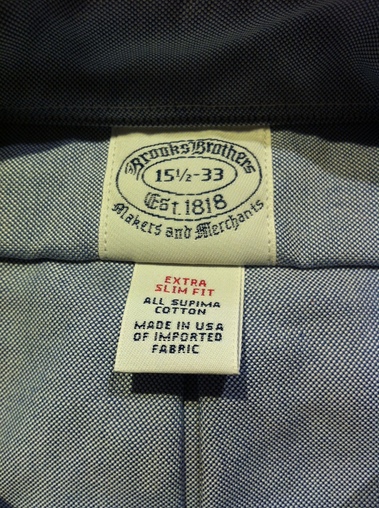 Brooks Brothers
15½-33
Est. 1818
Makers and Merchants
EXTRA
SLIM FIT
ALL SUPIMA
COTTON
MADE IN USA
OF IMPORTED
FABRIC